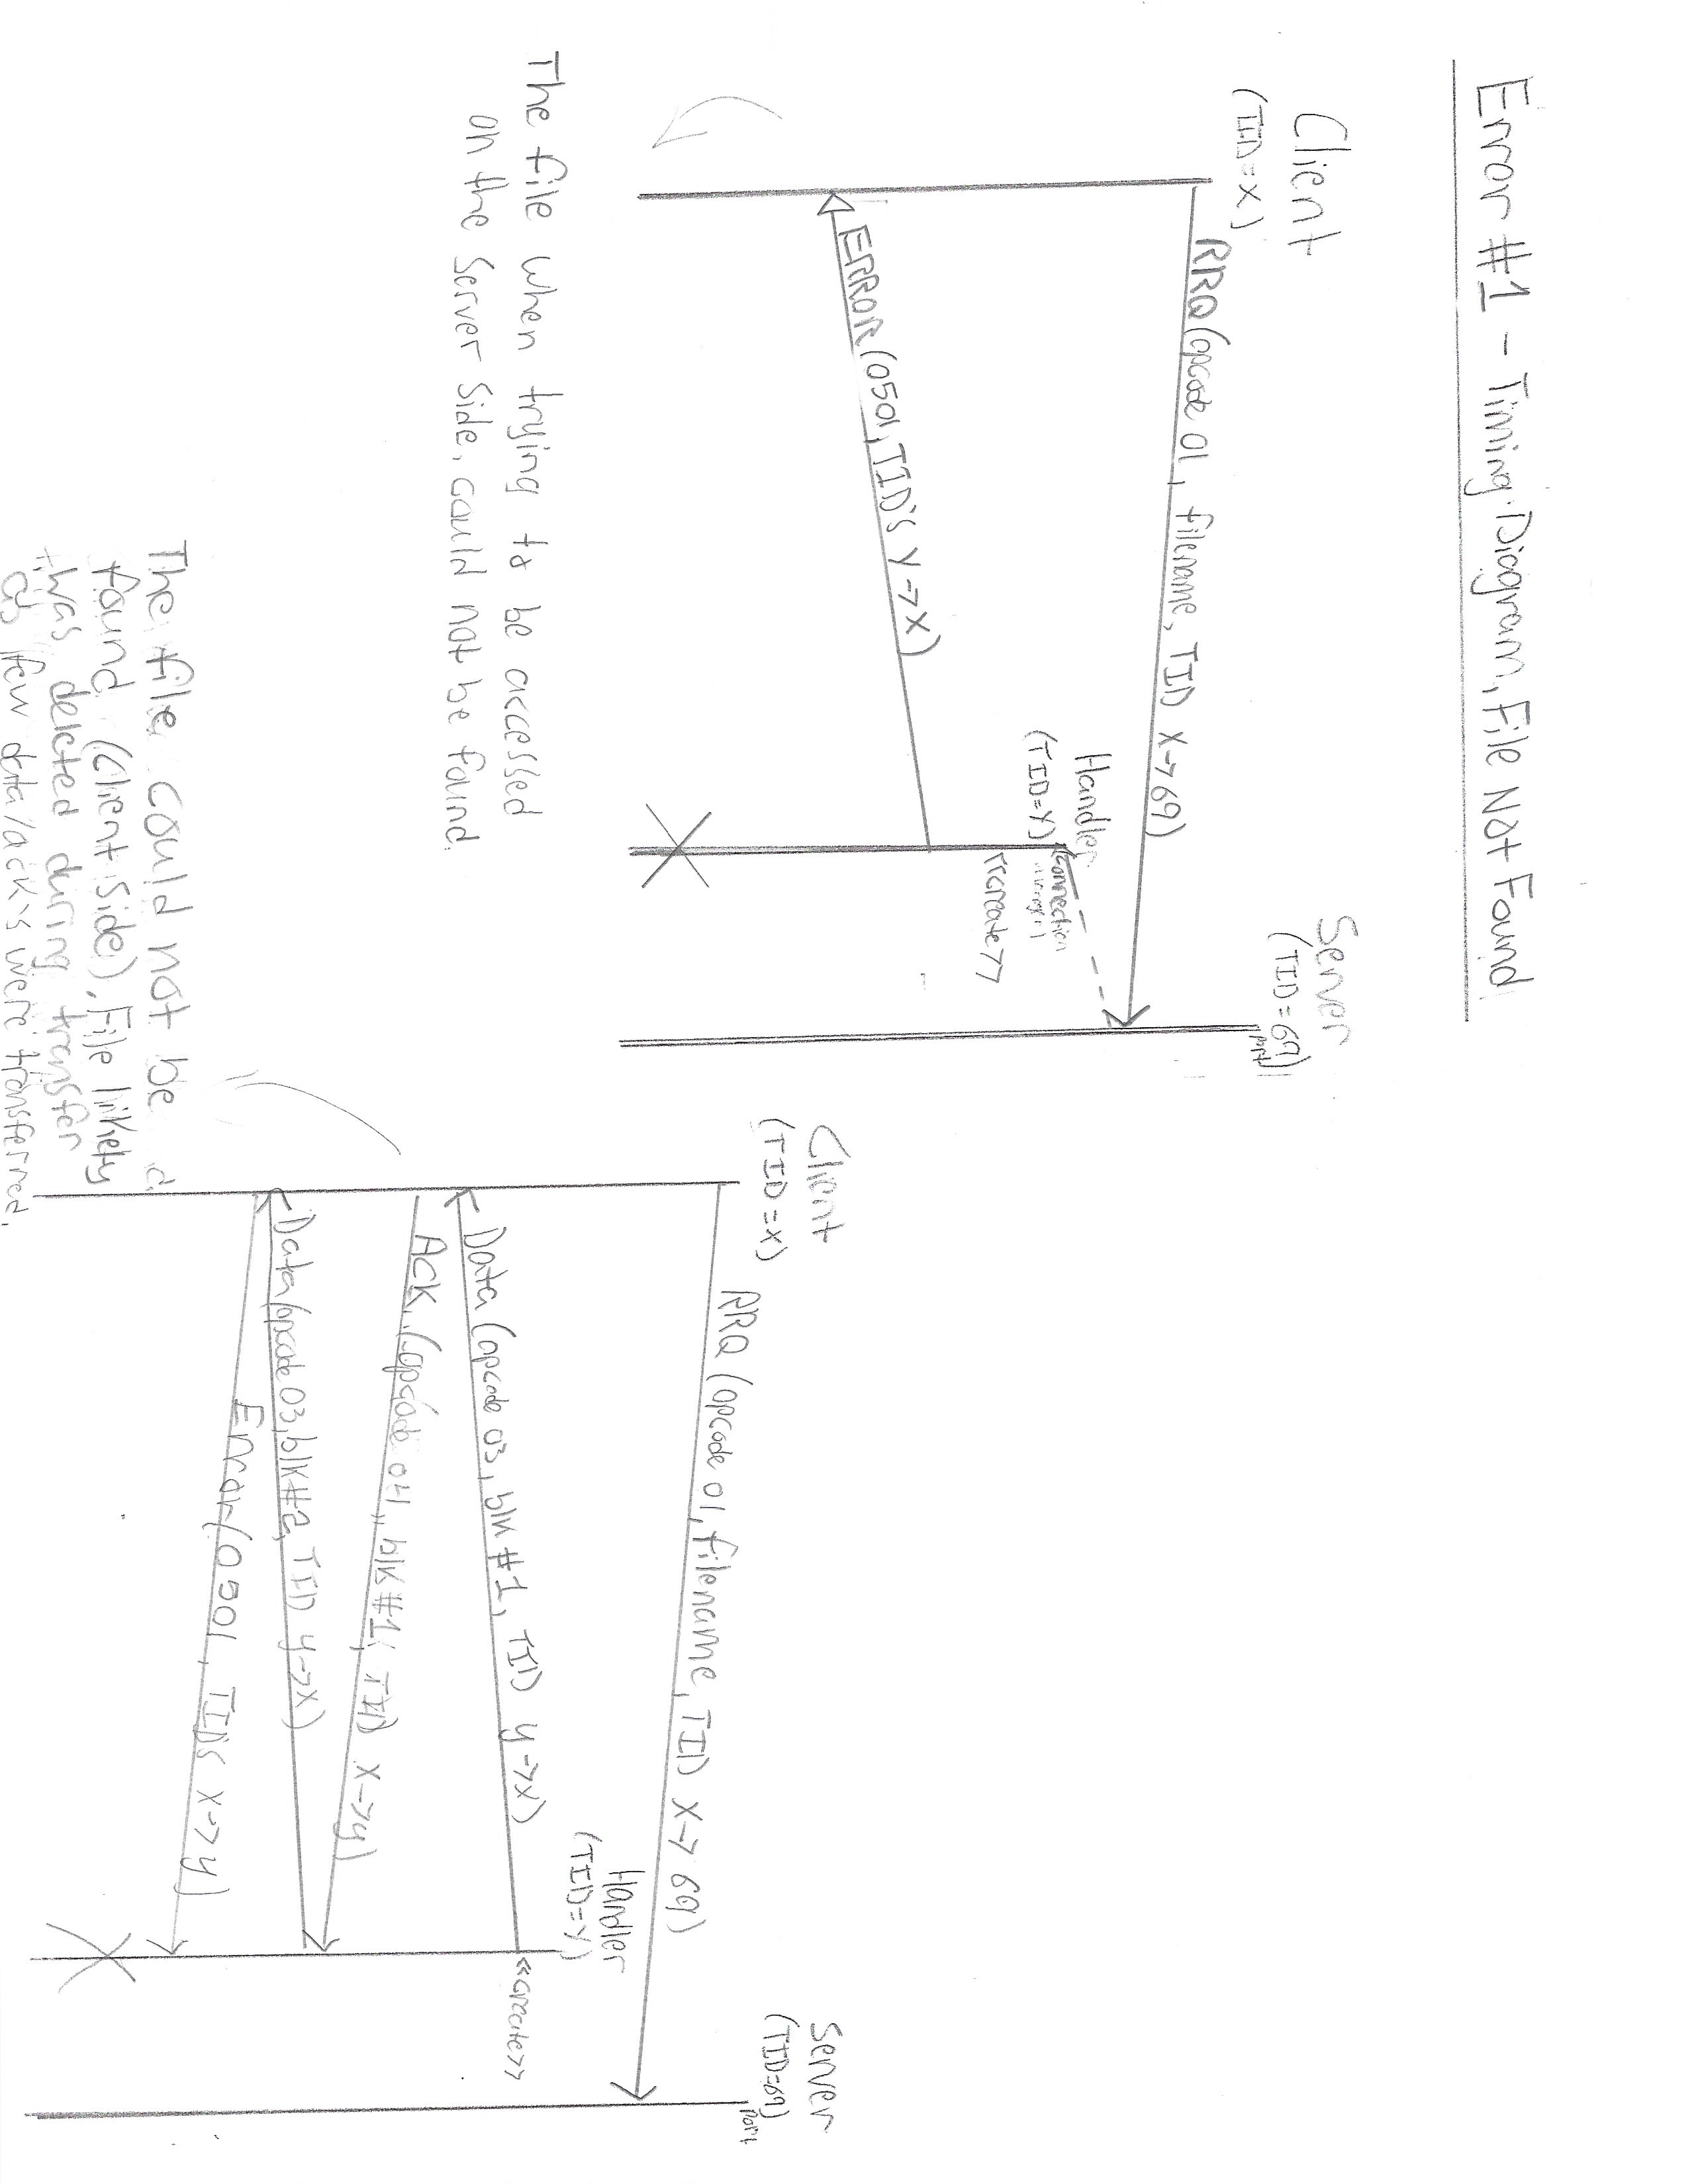 Error #1 - Timing Diagram, File Not Found
Client
(TID=X)
Server
(TID=69)
port
RRQ(opcode 01, filename, TID X->69)
Handler
(TID=Y)
connection
<<create>>
ERROR(0501, TID's Y->X)
The file when trying to be accessed
on the Server Side, could not be found.
Client
(TID=X)
Server
(TID=69)
port
RRQ (opcode 01, filename, TID X->69)
Handler
(TID=Y)
<<create>>
Data (opcode 03, blk #1, TID y->x)
ACK (opcode 04, blk #1, TID X->y)
Data(opcode 03, blk #2, TID y->x)
Error(0501, TIDs X->y)
The file could not be
found (Client Side). File likely
was deleted during transfer
as few data/ack's were transferred.